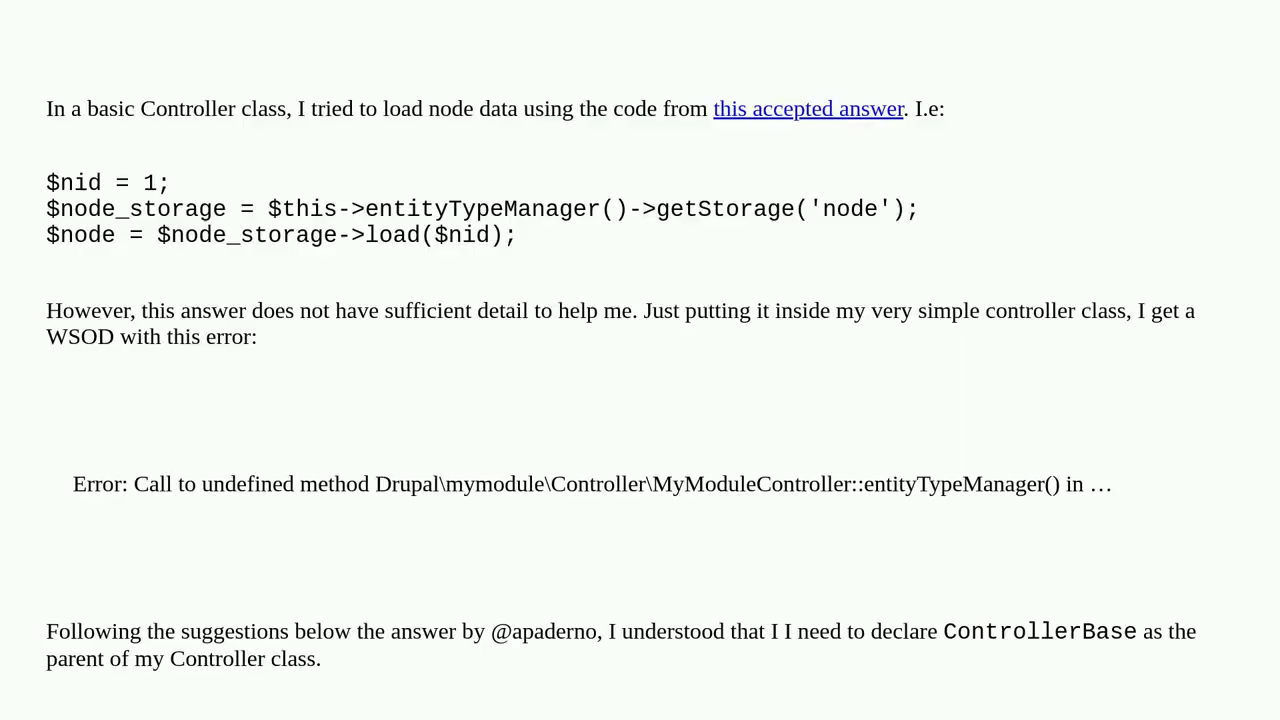 In a basic Controller class, I tried to load node data using the code from this accepted answer. I.e:
$nid = 1;
$node_storage = $this->entityTypeManager()->getStorage('node');
$node = $node_storage->load($nid);
However, this answer does not have sufficient detail to help me. Just putting it inside my very simple controller class, I get a
WSOD with this error:
Error: Call to undefined method Drupal\mymodule\Controller\MyModuleController::entityTypeManager() in …
Following the suggestions below the answer by @apaderno, I understood that I I need to declare ControllerBase as the
parent of my Controller class.